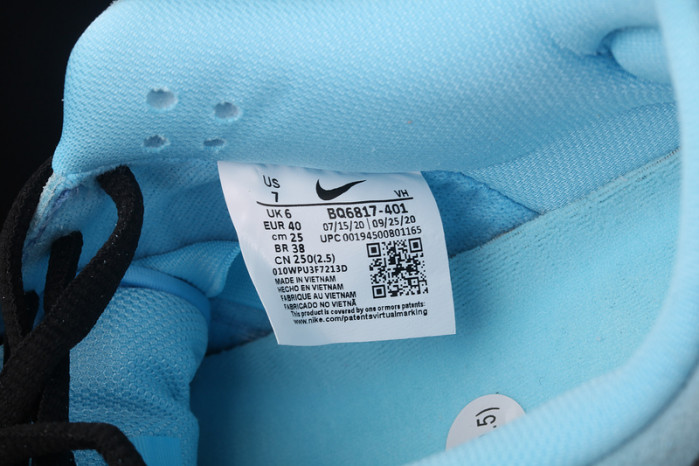 US
7
VH
UK 6 BQ6817-401
EUR 40 07/15/20 09/25/20
cm 25 UPC 00194500801165
BR 38
CN 250(2.5)
010WPU3F7213D
MADE IN VIETNAM
HECHO EN VIETNAM
FABRIQUE AU VIETNAM
FABRICADO NO VIETNÃ
This product is covered by one or mors patents:
www.nike.com/patentsvirtualmarking
.5)